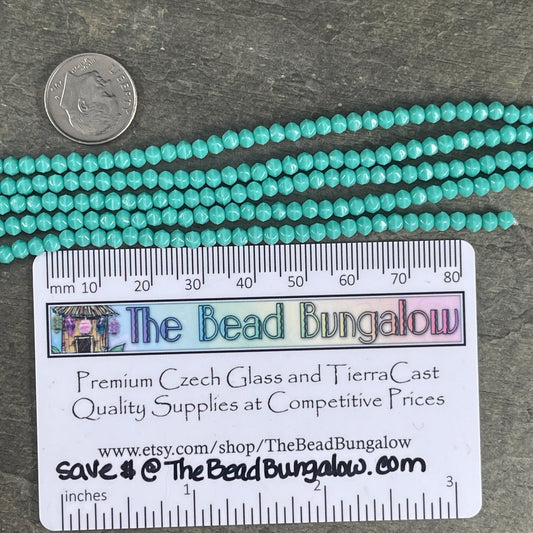 LIBERTY
mm 10 20 30 40 50 60 70 80
The Bead Bungalow
Premium Czech Glass and TierraCast
Quality Supplies at Competitive Prices
www.etsy.com/shop/TheBeadBungalow
save $ @ TheBeadBungalow.com
inches 1 2 3